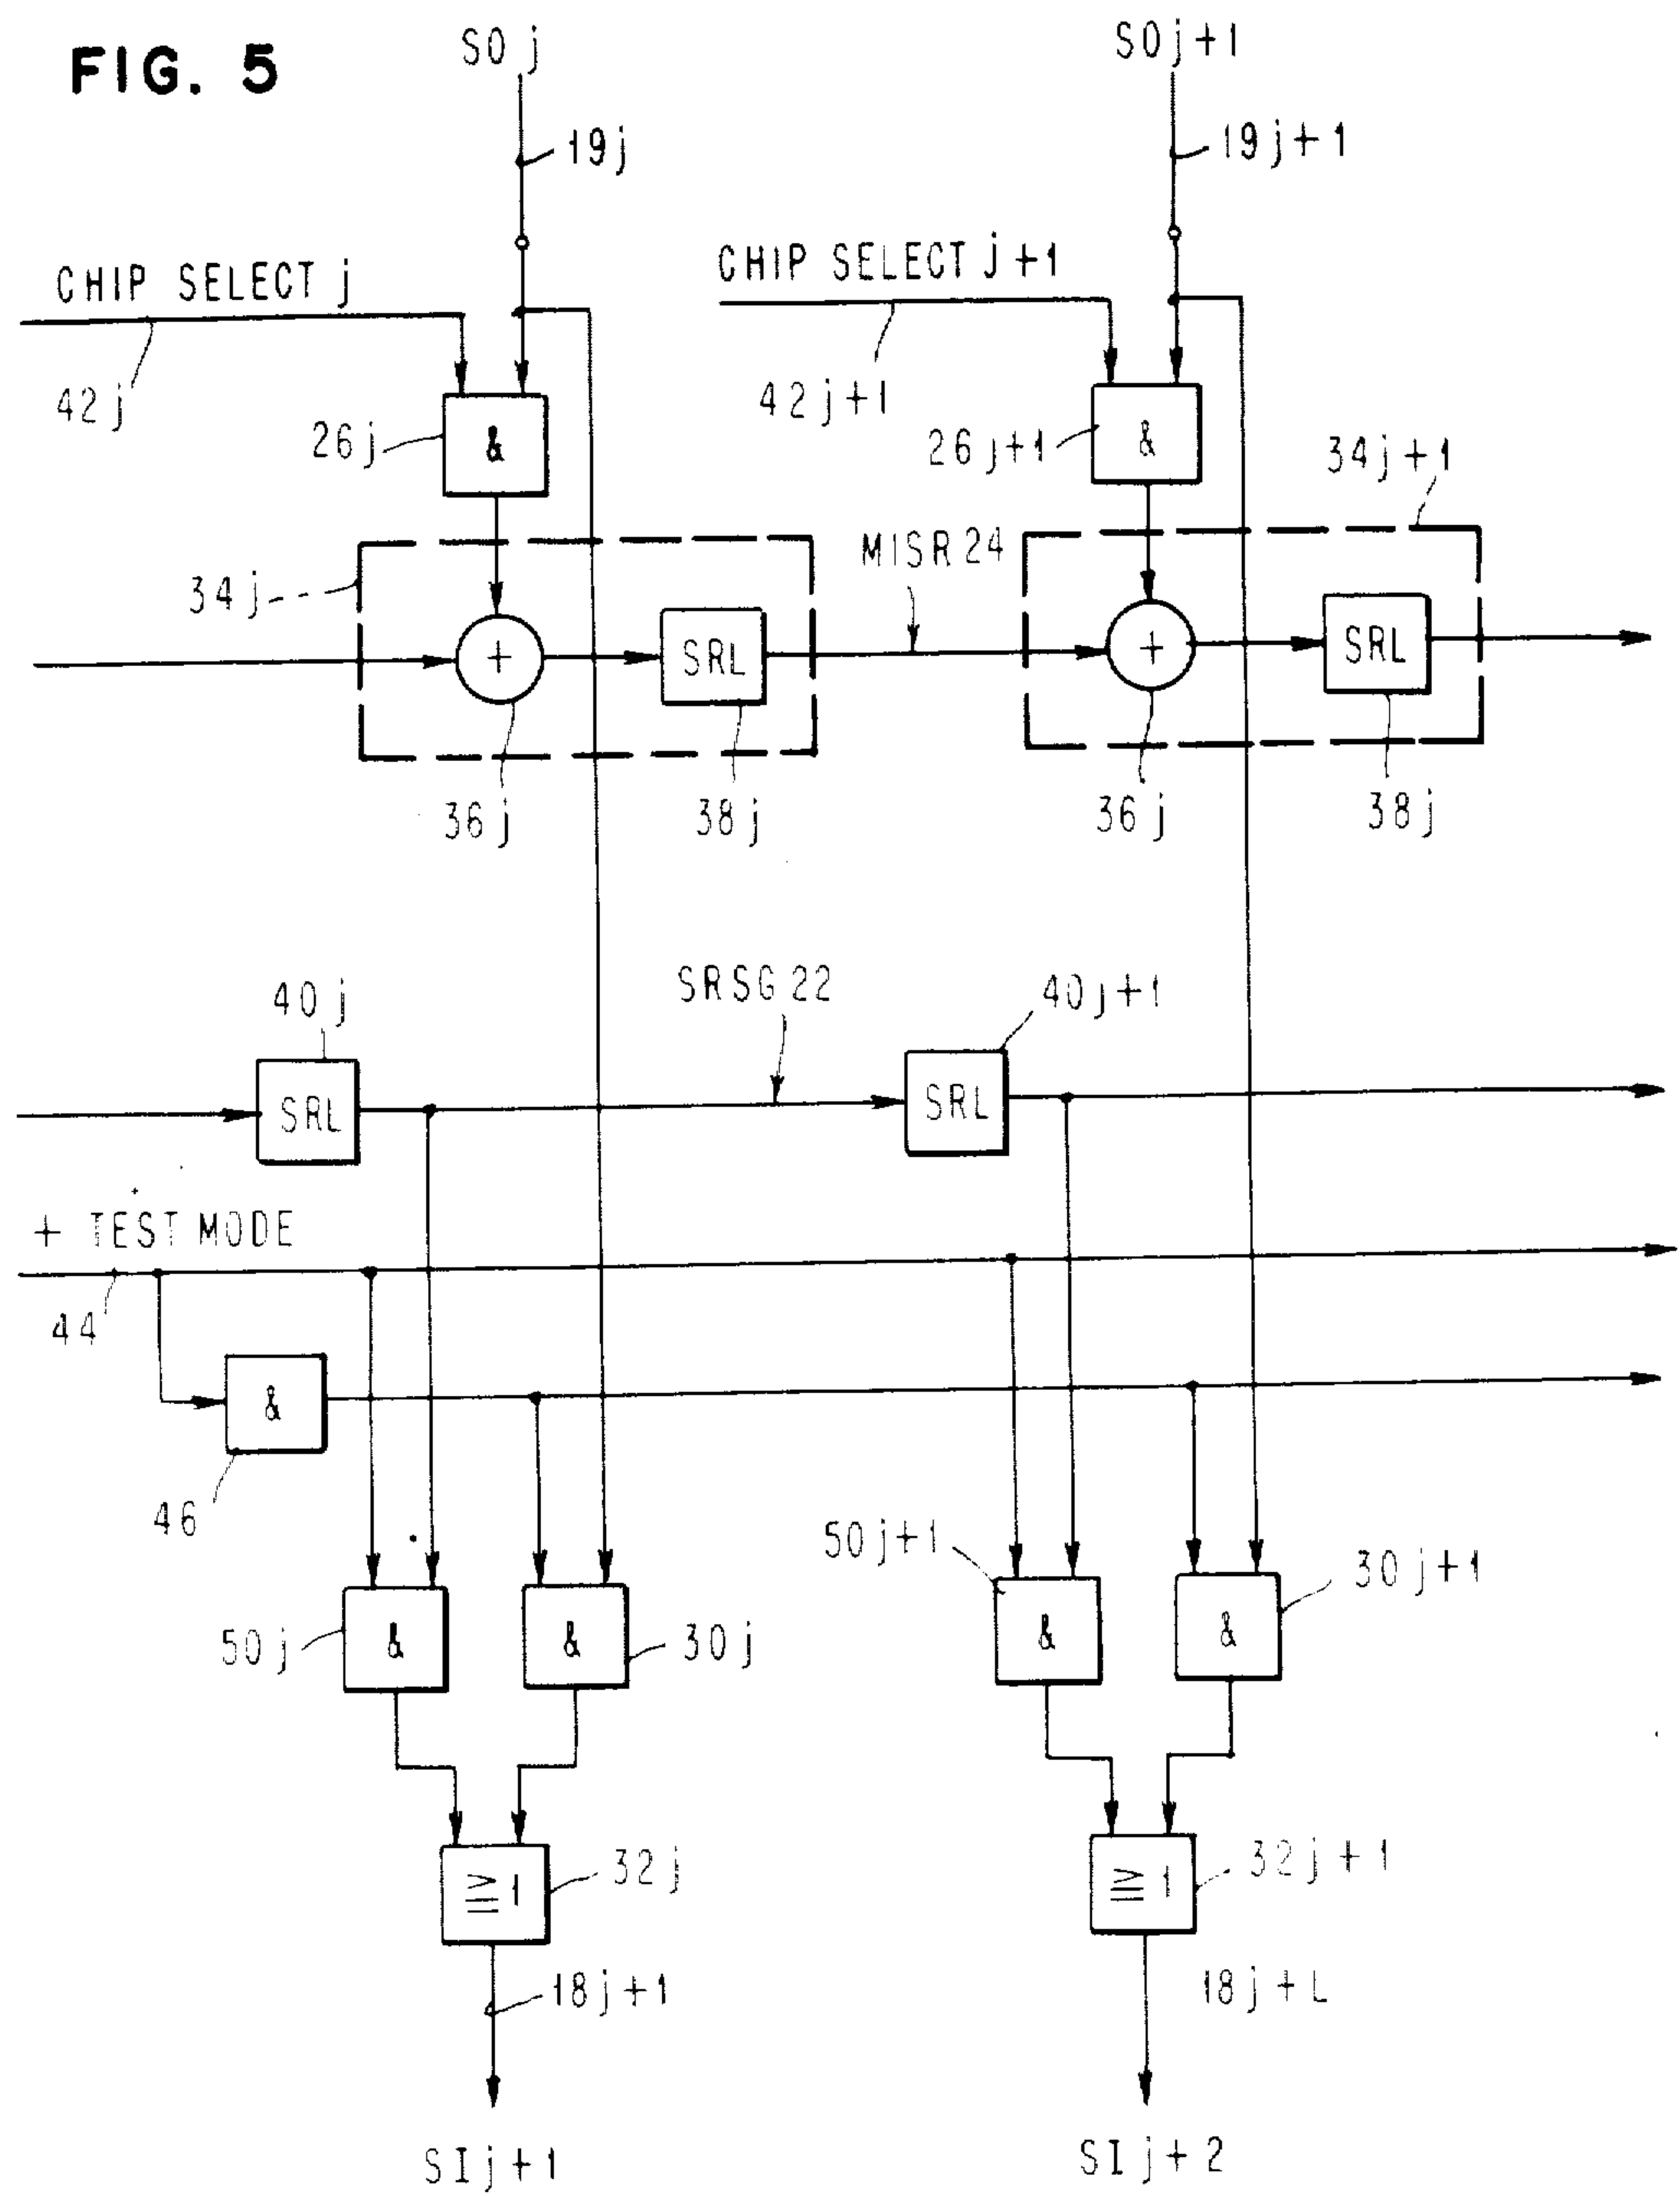 FIG. 5
SO j
SO j+1
19 j
19 j+1
CHIP SELECT j
CHIP SELECT j+1
42 j
42 j+1
26 j
&
26 j+1
&
34 j+1
MISR 24
34 j
+
SRL
+
SRL
36 j
38 j
36 j
38 j
SRSG 22
40 j
40 j+1
SRL
SRL
+ TEST MODE
44
&
46
50 j+1
30 j+1
50 j
&
&
30 j
&
&
≧ 1
32 j
≧ 1
32 j+1
18 j+1
18 j+L
SI j+1
SI j+2